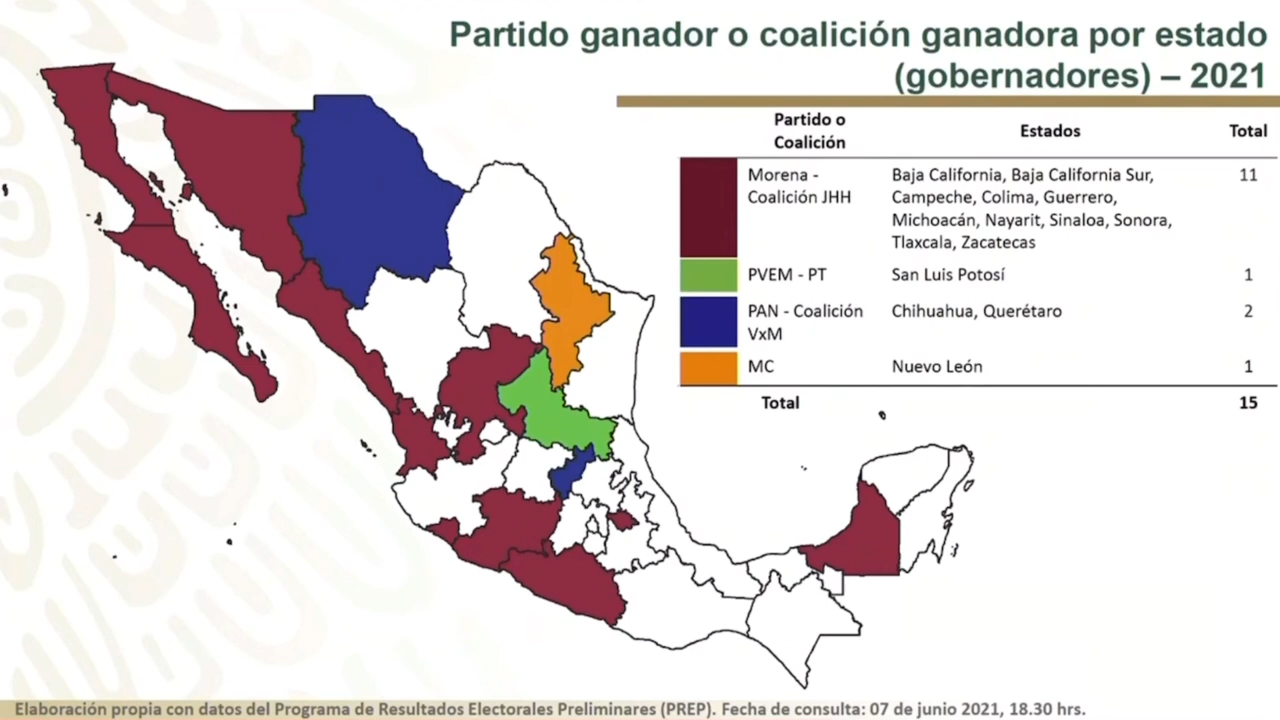 Partido ganador o coalición ganadora por estado
(gobernadores) – 2021
Partido o
Coalición
Estados
Total
Morena -
Coalición JHH
Baja California, Baja California Sur,
Campeche, Colima, Guerrero,
Michoacán, Nayarit, Sinaloa, Sonora,
Tlaxcala, Zacatecas
11
PVEM - PT
San Luis Potosí
1
PAN - Coalición
VxM
Chihuahua, Querétaro
2
MC
Nuevo León
1
Total
15
Elaboración propia con datos del Programa de Resultados Electorales Preliminares (PREP). Fecha de consulta: 07 de junio 2021, 18.30 hrs.